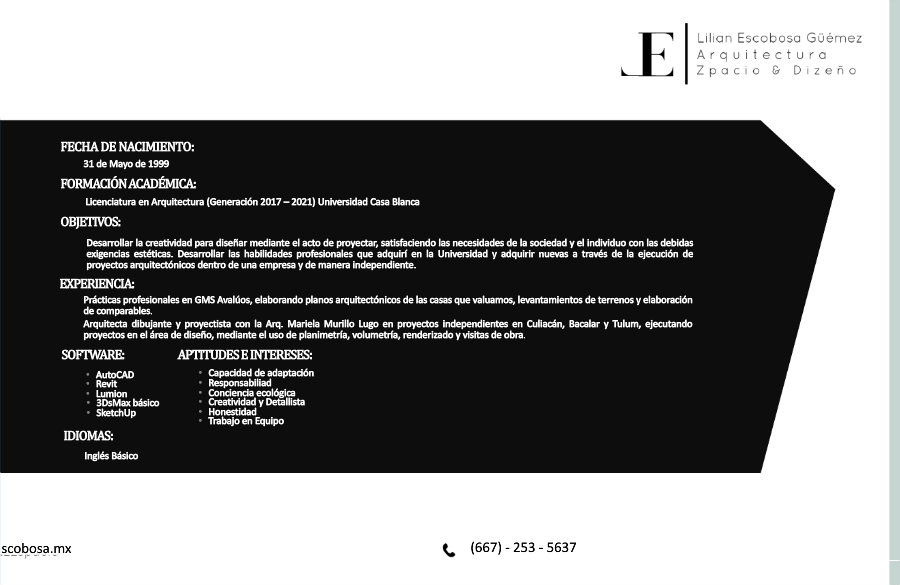 LE
Lilian Escobosa Güémez
Arquitectura
Zpacio & Dizeño
FECHA DE NACIMIENTO:
31 de Mayo de 1999
FORMACIÓN ACADÉMICA:
Licenciatura en Arquitectura (Generación 2017 – 2021) Universidad Casa Blanca
OBJETIVOS:
Desarrollar la creatividad para diseñar mediante el acto de proyectar, satisfaciendo las necesidades de la sociedad y el individuo con las debidas
exigencias estéticas. Desarrollar las habilidades profesionales que adquirí en la Universidad y adquirir nuevas a través de la ejecución de
proyectos arquitectónicos dentro de una empresa y de manera independiente.
EXPERIENCIA:
Prácticas profesionales en GMS Avalúos, elaborando planos arquitectónicos de las casas que valuamos, levantamientos de terrenos y elaboración
de comparables.
Arquitecta dibujante y proyectista con la Arq. Mariela Murillo Lugo en proyectos independientes en Culiacán, Bacalar y Tulum, ejecutando
proyectos en el área de diseño, mediante el uso de planimetría, volumetría, renderizado y visitas de obra.
SOFTWARE:
• AutoCAD
• Revit
• Lumion
• 3DsMax básico
• SketchUp
APTITUDES E INTERESES:
• Capacidad de adaptación
• Responsabiliad
• Conciencia ecológica
• Creatividad y Detallista
• Honestidad
• Trabajo en Equipo
IDIOMAS:
Inglés Básico
scobosa.mx
(667) - 253 - 5637